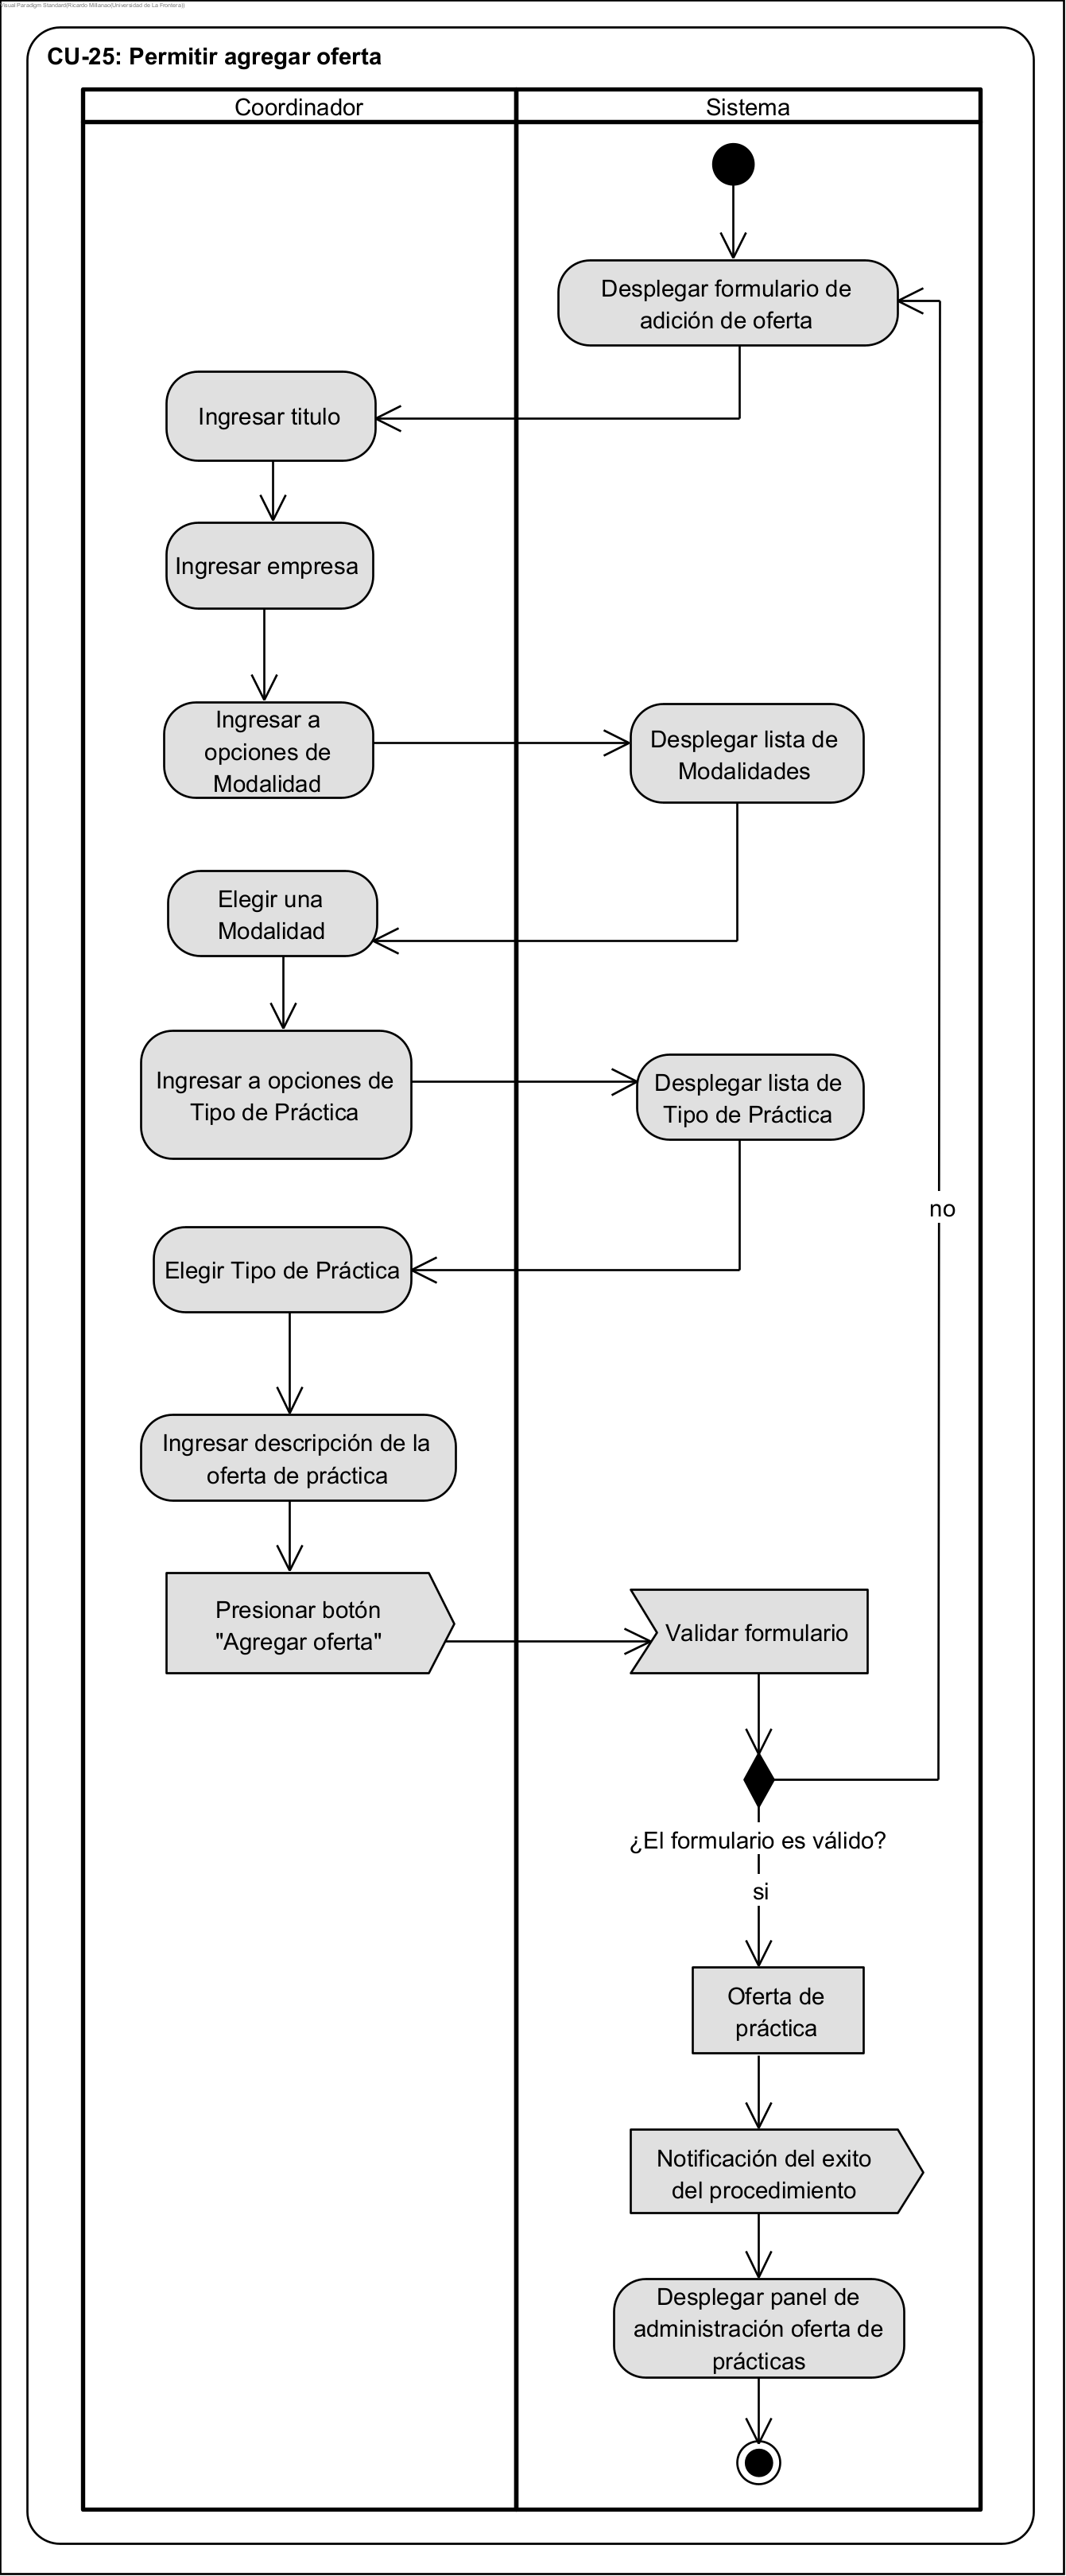 Visual Paradigm Standard(Ricardo Millanao(Universidad de La Frontera))
CU-25: Permitir agregar oferta
Coordinador
Sistema
Desplegar formulario de
adición de oferta
Ingresar titulo
Ingresar empresa
Ingresar a
opciones de
Modalidad
Desplegar lista de
Modalidades
Elegir una
Modalidad
Ingresar a opciones de
Tipo de Práctica
Desplegar lista de
Tipo de Práctica
no
Elegir Tipo de Práctica
Ingresar descripción de la
oferta de práctica
Presionar botón
"Agregar oferta"
Validar formulario
¿El formulario es válido?
si
Oferta de
práctica
Notificación del exito
del procedimiento
Desplegar panel de
administración oferta de
prácticas